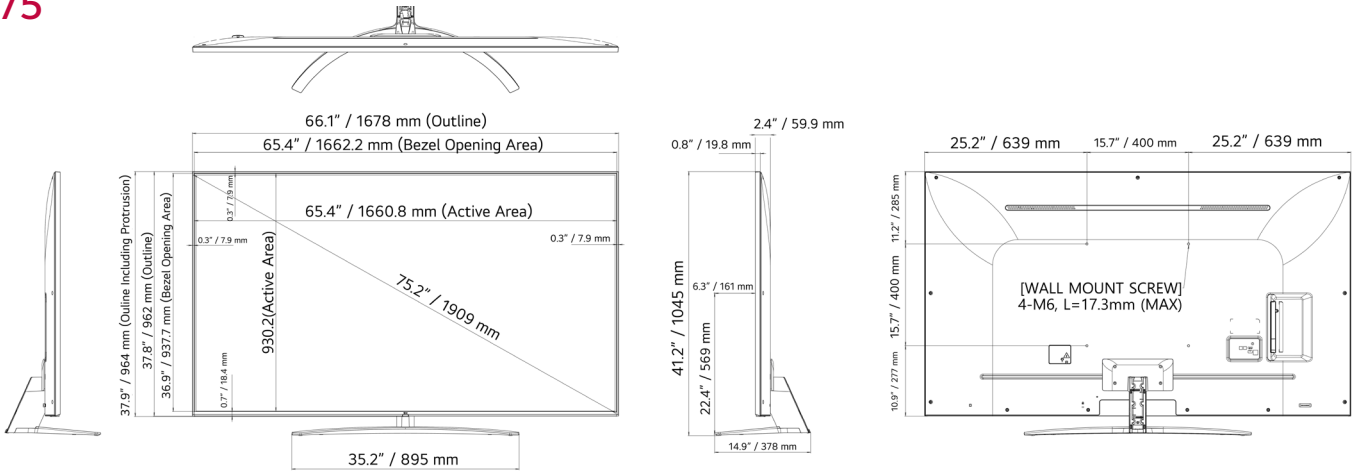 75
66.1" / 1678 mm (Outline)
65.4" / 1662.2 mm (Bezel Opening Area)
37.9" / 964 mm (Ouline Including Protrusion)
37.8" / 962 mm (Outline)
36.9" / 937.7 mm (Bezel Opening Area)
0.3" / 7.9 mm
65.4" / 1660.8 mm (Active Area)
0.3" / 7.9 mm
0.3" / 7.9 mm
930.2(Active Area)
75.2" / 1909 mm
0.7" / 18.4 mm
35.2" / 895 mm
2.4" / 59.9 mm
0.8" / 19.8 mm
41.2" / 1045 mm
6.3" / 161 mm
22.4" / 569 mm
14.9" / 378 mm
25.2" / 639 mm
15.7" / 400 mm
25.2" / 639 mm
11.2" / 285 mm
15.7" / 400 mm
10.9" / 277 mm
[WALL MOUNT SCREW]
4-M6, L=17.3mm (MAX)